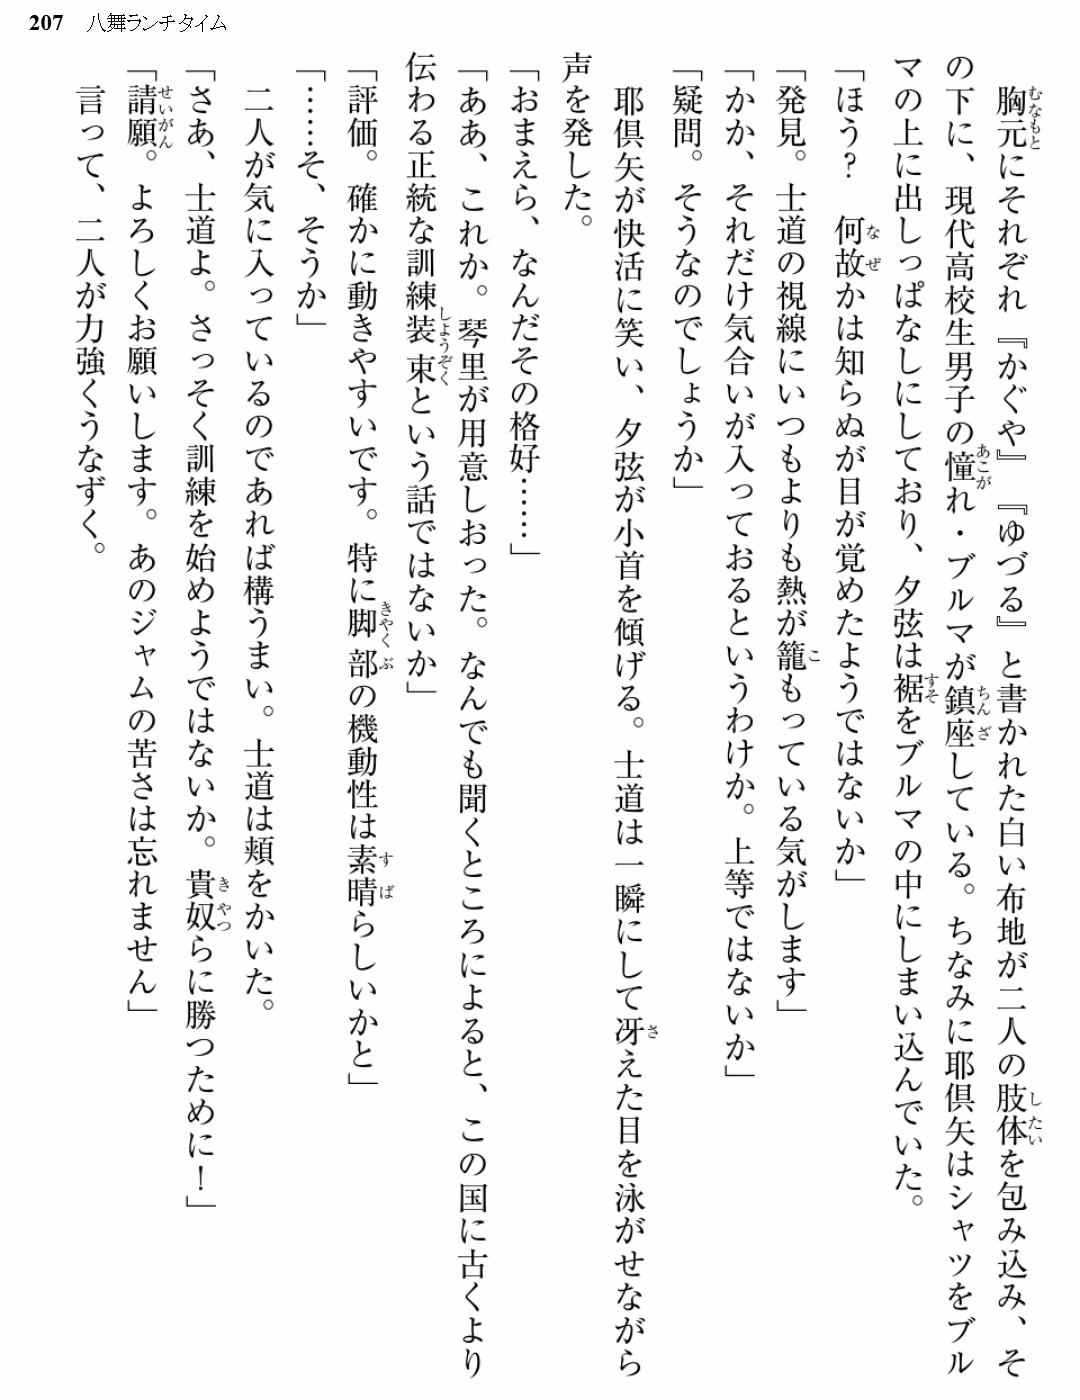 207 八舞ランチタイム
胸元にそれぞれ『かぐや』『ゆづる』と書かれた白い布地が二人の肢体を包み込み、そ
の下に、現代高校生男子の憧れ・ブルマが鎮座している。ちなみに耶倶矢はシャツをブル
マの上に出しっぱなしにしており、夕弦は裾をブルマの中にしまい込んでいた。
「ほう？　何故かは知らぬが目が覚めたようではないか」
「発見。士道の視線にいつもよりも熱が籠もっている気がします」
「かか、それだけ気合いが入っておるというわけか。上等ではないか」
「疑問。そうなのでしょうか」
耶倶矢が快活に笑い、夕弦が小首を傾げる。士道は一瞬にして冴えた目を泳がせながら
声を発した。
「おまえら、なんだその格好……」
「ああ、これか。琴里が用意しおった。なんでも聞くところによると、この国に古くより
伝わる正統な訓練装束という話ではないか」
「評価。確かに動きやすいです。特に脚部の機動性は素晴らしいかと」
「……そ、そうか」
二人が気に入っているのであれば構うまい。士道は頬をかいた。
「さあ、士道よ。さっそく訓練を始めようではないか。貴奴らに勝つために！」
「請願。よろしくお願いします。あのジャムの苦さは忘れません」
言って、二人が力強くうなずく。